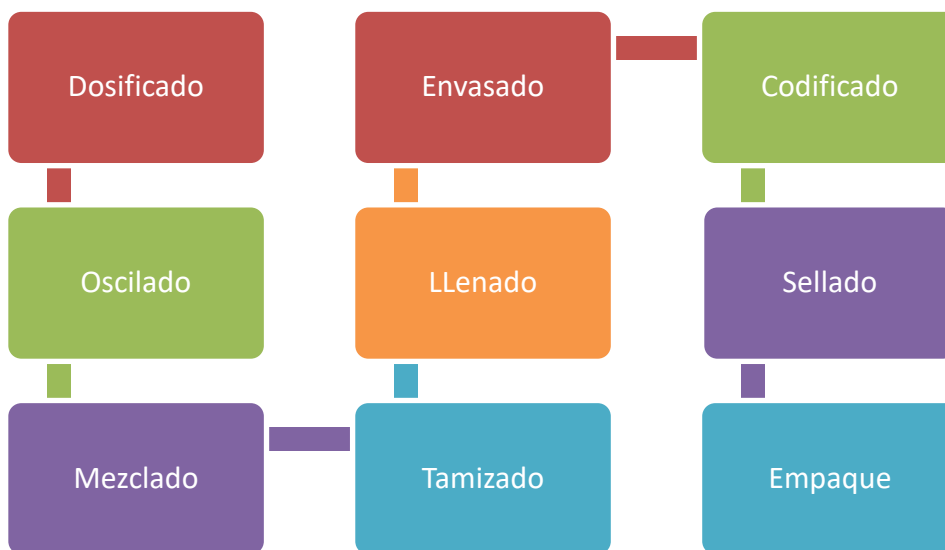 Dosificado
Oscilado
Mezclado
Tamizado
LLenado
Envasado
Codificado
Sellado
Empaque